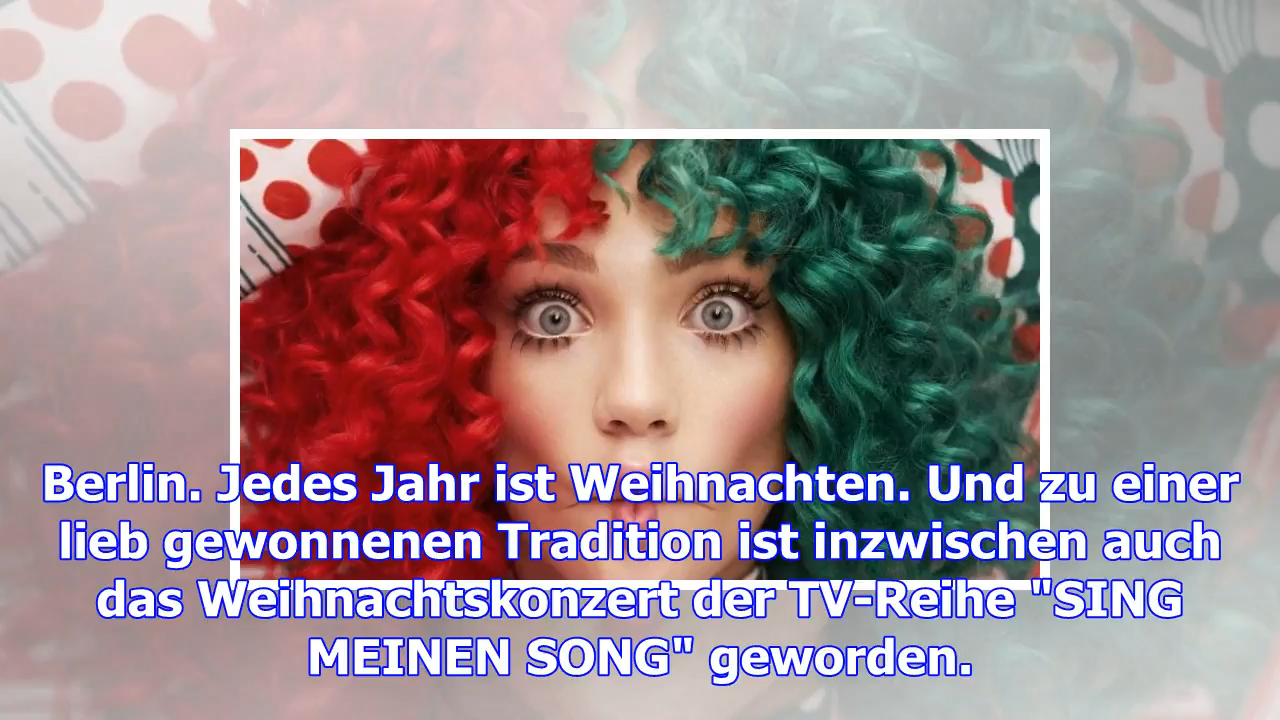 Berlin. Jedes Jahr ist Weihnachten. Und zu einer
lieb gewonnenen Tradition ist inzwischen auch
das Weihnachtskonzert der TV-Reihe "SING
MEINEN SONG" geworden.